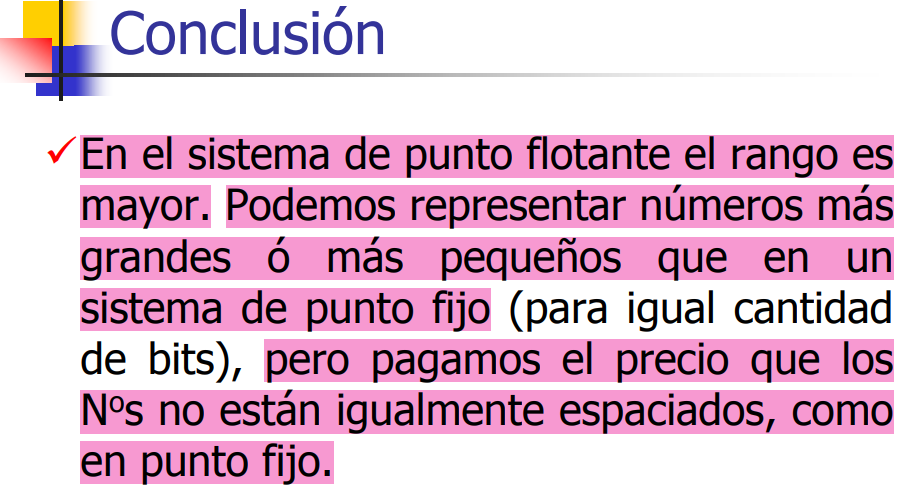 Conclusión
En el sistema de punto flotante el rango es
mayor. Podemos representar números más
grandes ó más pequeños que en un
sistema de punto fijo (para igual cantidad
de bits), pero pagamos el precio que los
Nºs no están igualmente espaciados, como
en punto fijo.